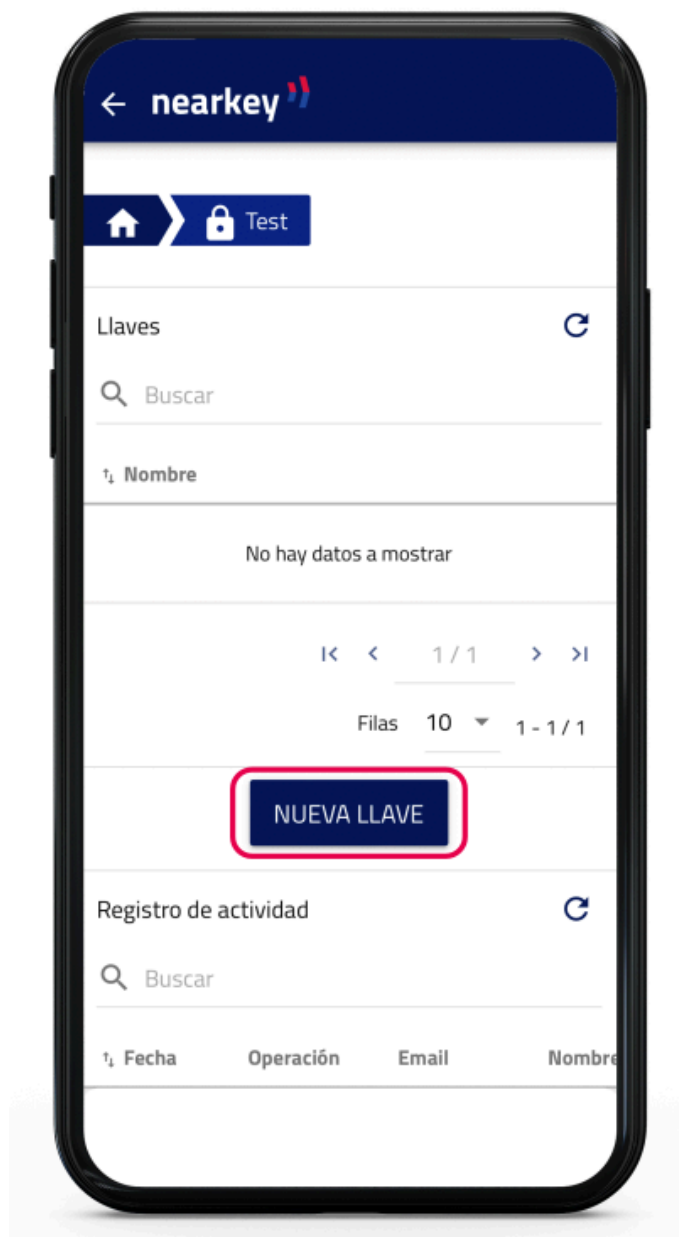 nearkey
Test
Llaves
Buscar
Nombre
No hay datos a mostrar
1 / 1
Filas 10 1 - 1 / 1
NUEVA LLAVE
Registro de actividad
Buscar
Fecha Operación Email Nombre